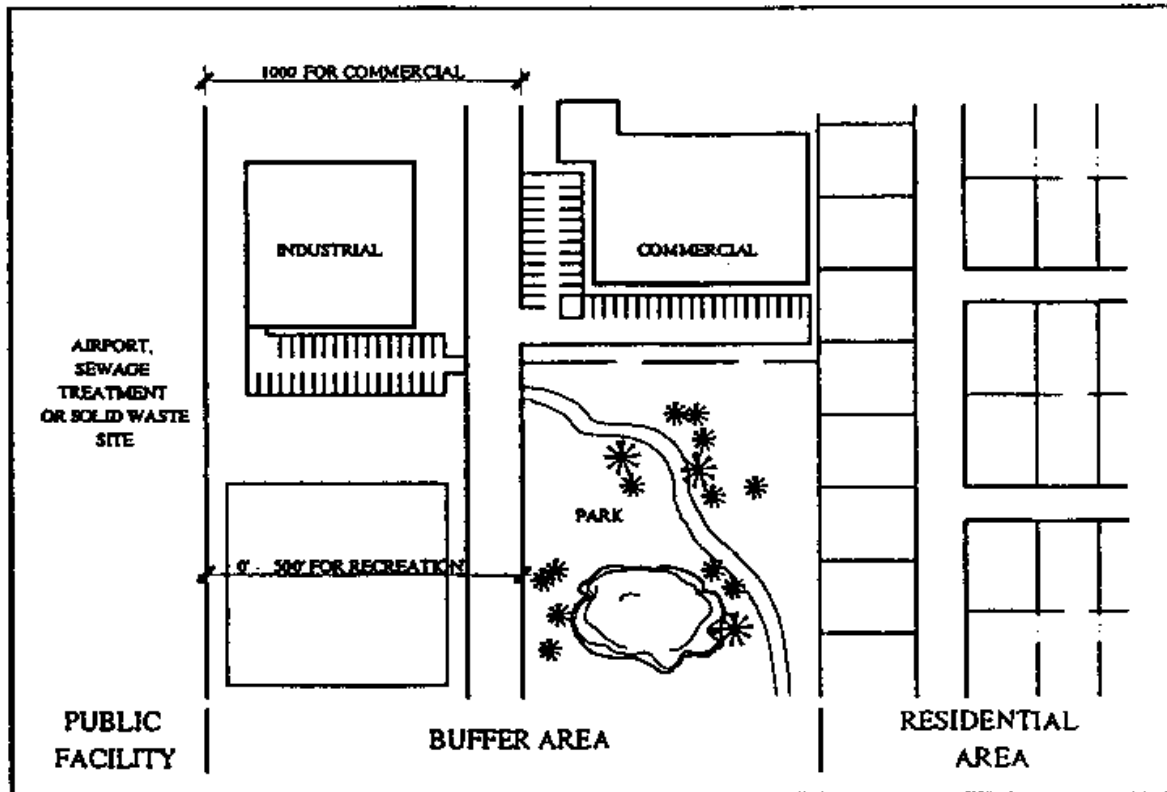 1000' FOR COMMERCIAL
INDUSTRIAL
COMMERCIAL
AIRPORT,
SEWAGE
TREATMENT
OR SOLID WASTE
SITE
PARK
0' - 500' FOR RECREATION
PUBLIC
FACILITY
BUFFER AREA
RESIDENTIAL
AREA